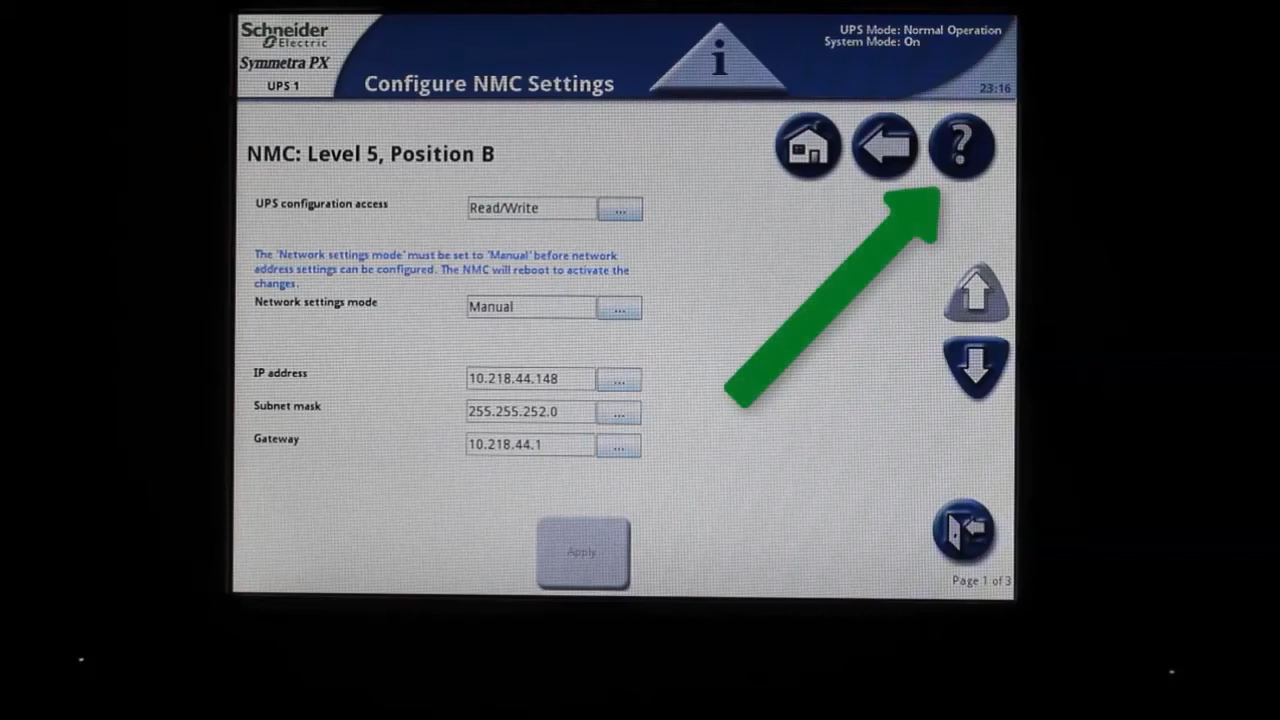 Schneider
Electric
Symmetra PX
UPS 1
Configure NMC Settings
i
UPS Mode: Normal Operation
System Mode: On
23:16
?
NMC: Level 5, Position B
UPS configuration access
Read/Write
...
The 'Network settings mode' must be set to 'Manual' before network
address settings can be configured. The NMC will reboot to activate the
changes.
Network settings mode
Manual
...
IP address
10.218.44.148
...
Subnet mask
255.255.252.0
...
Gateway
10.218.44.1
...
Apply
Page 1 of 3